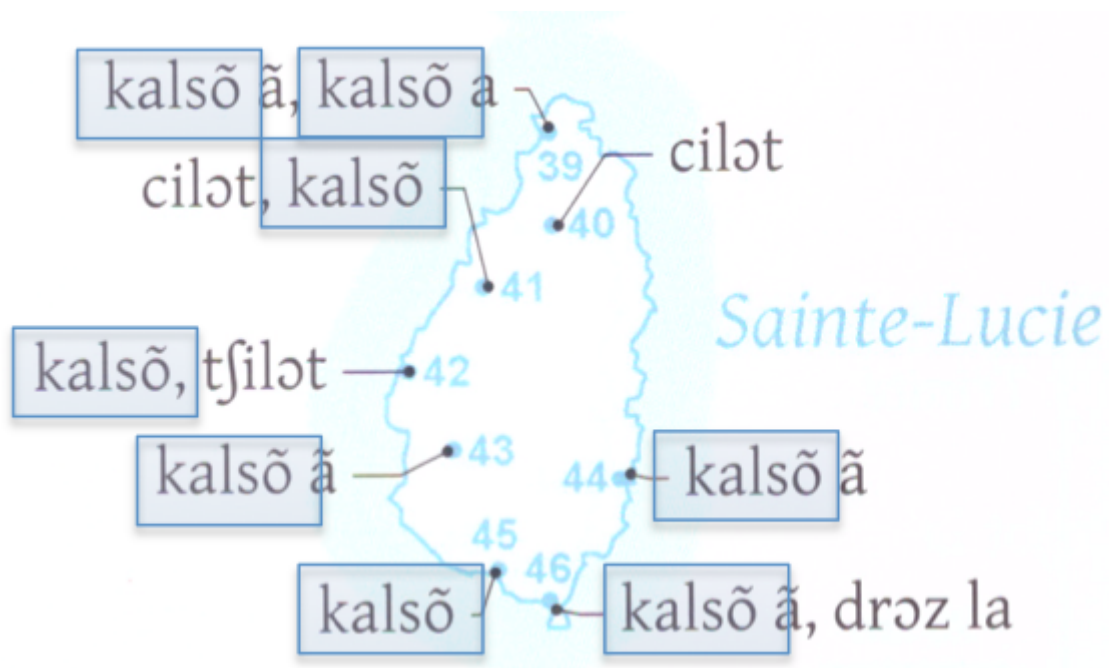 kalsõ ã, kalsõ a
39
cilɔt
cilɔt, kalsõ
40
41
Sainte-Lucie
kalsõ, tʃilɔt
42
kalsõ ã
43
44
kalsõ ã
45
46
kalsõ
kalsõ ã, drɔz la